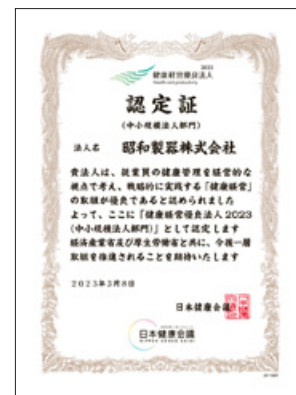 2023
健康経営優良法人
Health and productivity
認定証
(中小規模法人部門)
法人名 昭和製器株式会社
貴法人は、従業員の健康管理を経営的な
視点で考え、戦略的に実践する「健康経営」
の取組が優良であると認められました
よって、ここに「健康経営優良法人2023
(中小規模法人部門)」として認定します
経済産業省及び厚生労働省と共に、今後一層
取組を推進されることを期待いたします
2023年3月8日
日本健康会議
日本健康会議
NIPPON KENKO KAIGI